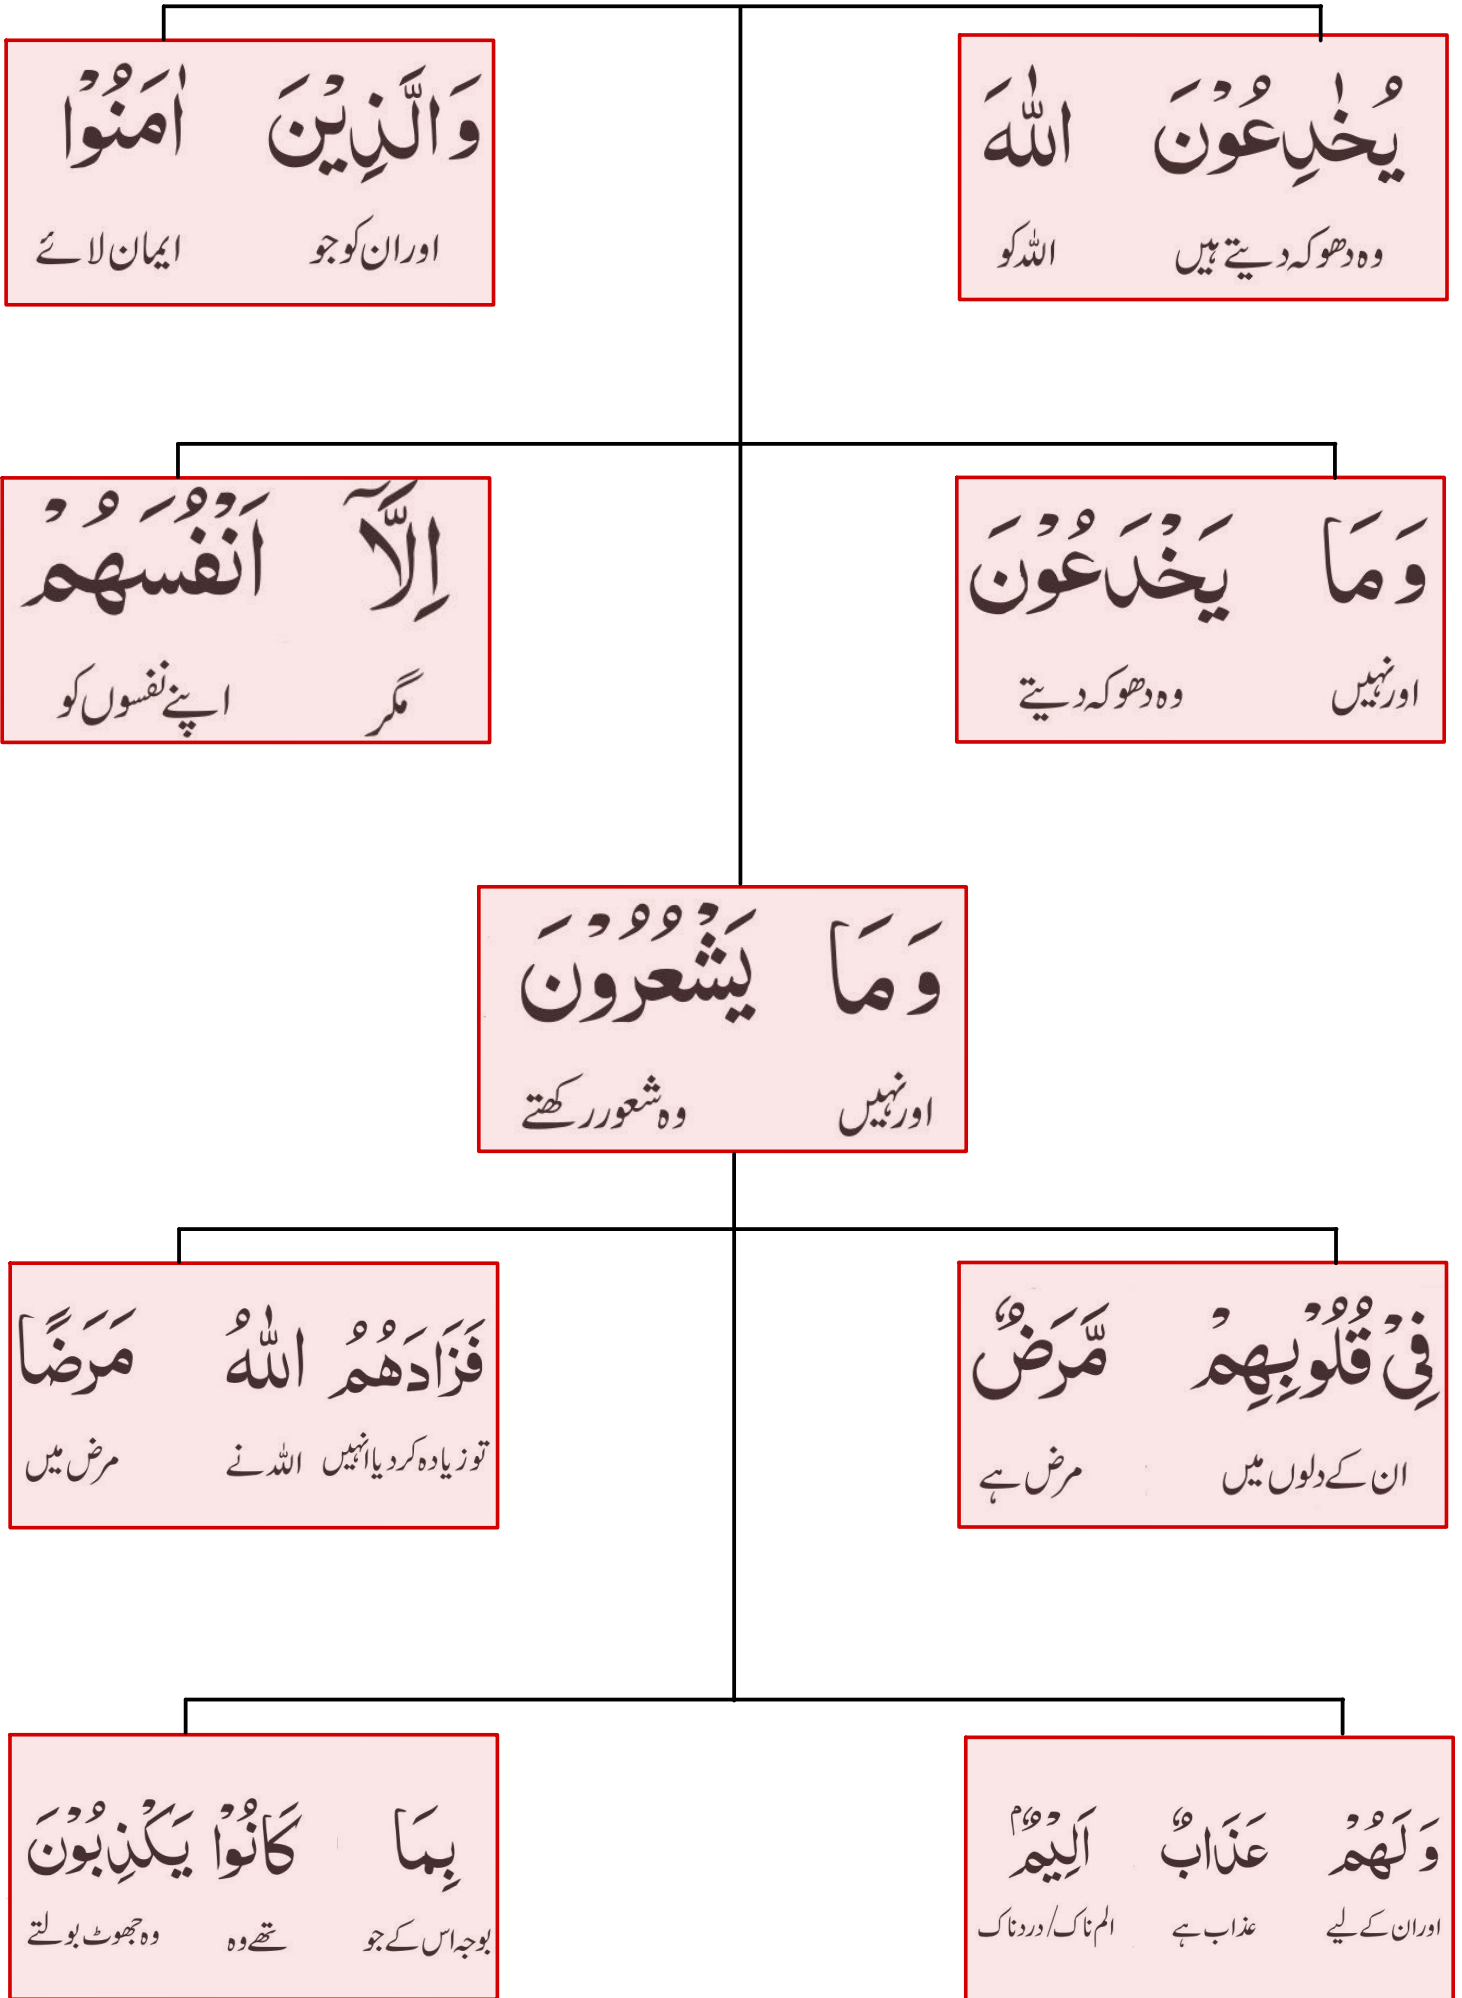 يُخٰدِعُوْنَ اللّٰهَ
وہ دھوکہ دیتے ہیں اللہ کو
وَالَّذِيْنَ اٰمَنُوْا
اور ان کو جو ایمان لائے
وَمَا يَخْدَعُوْنَ
اور نہیں وہ دھوکہ دیتے
اِلَّاۤ اَنْفُسَهُمْ
مگر اپنے نفسوں کو
وَمَا يَشْعُرُوْنَ
اور نہیں وہ شعور رکھتے
فِيْ قُلُوْبِهِمْ مَّرَضٌ
ان کے دلوں میں مرض ہے
فَزَادَهُمُ اللّٰهُ مَرَضًا
تو زیادہ کر دیا انہیں اللہ نے مرض میں
وَلَهُمْ عَذَابٌ اَلِيْمٌۢ
اور ان کے لیے عذاب ہے الم ناک/دردناک
بِمَا كَانُوْا يَكْذِبُوْنَ
بوجہ اس کے جو تھے وہ وہ جھوٹ بولتے